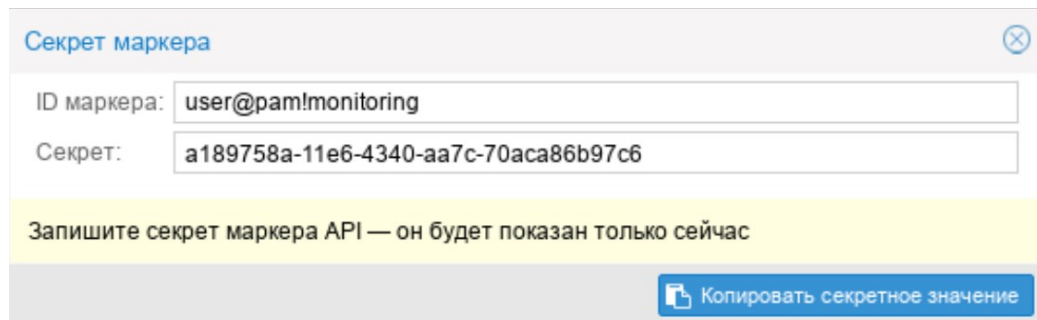 Секрет маркера
ID маркера: user@pam!monitoring
Секрет: a189758a-11e6-4340-aa7c-70aca86b97c6
Запишите секрет маркера API — он будет показан только сейчас
Копировать секретное значение